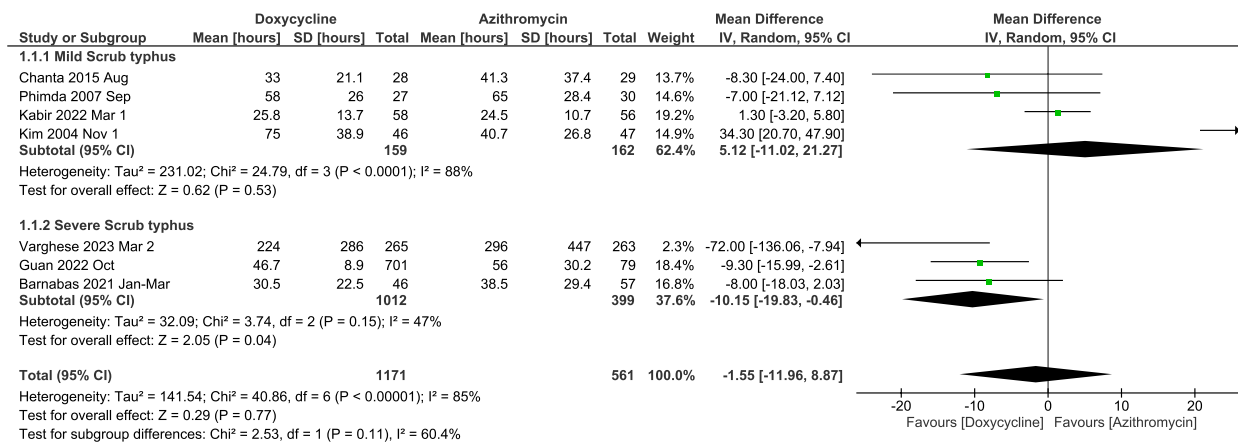 Doxycycline Azithromycin Mean Difference Mean Difference
Study or Subgroup Mean [hours] SD [hours] Total Mean [hours] SD [hours] Total Weight IV, Random, 95% CI IV, Random, 95% CI
1.1.1 Mild Scrub typhus
Chanta 2015 Aug 33 21.1 28 41.3 37.4 29 13.7% -8.30 [-24.00, 7.40]
Phimda 2007 Sep 58 26 27 65 28.4 30 14.6% -7.00 [-21.12, 7.12]
Kabir 2022 Mar 1 25.8 13.7 58 24.5 10.7 56 19.2% 1.30 [-3.20, 5.80]
Kim 2004 Nov 1 75 38.9 46 40.7 26.8 47 14.9% 34.30 [20.70, 47.90]
Subtotal (95% CI) 159 162 62.4% 5.12 [-11.02, 21.27]
Heterogeneity: Tau² = 231.02; Chi² = 24.79, df = 3 (P < 0.0001); I² = 88%
Test for overall effect: Z = 0.62 (P = 0.53)
1.1.2 Severe Scrub typhus
Varghese 2023 Mar 2 224 286 265 296 447 263 2.3% -72.00 [-136.06, -7.94]
Guan 2022 Oct 46.7 8.9 701 56 30.2 79 18.4% -9.30 [-15.99, -2.61]
Barnabas 2021 Jan-Mar 30.5 22.5 46 38.5 29.4 57 16.8% -8.00 [-18.03, 2.03]
Subtotal (95% CI) 1012 399 37.6% -10.15 [-19.83, -0.46]
Heterogeneity: Tau² = 32.09; Chi² = 3.74, df = 2 (P = 0.15); I² = 47%
Test for overall effect: Z = 2.05 (P = 0.04)
Total (95% CI) 1171 561 100.0% -1.55 [-11.96, 8.87]
Heterogeneity: Tau² = 141.54; Chi² = 40.86, df = 6 (P < 0.00001); I² = 85%
Test for overall effect: Z = 0.29 (P = 0.77)
Test for subgroup differences: Chi² = 2.53, df = 1 (P = 0.11), I² = 60.4%
-20 -10 0 10 20
Favours [Doxycycline] Favours [Azithromycin]